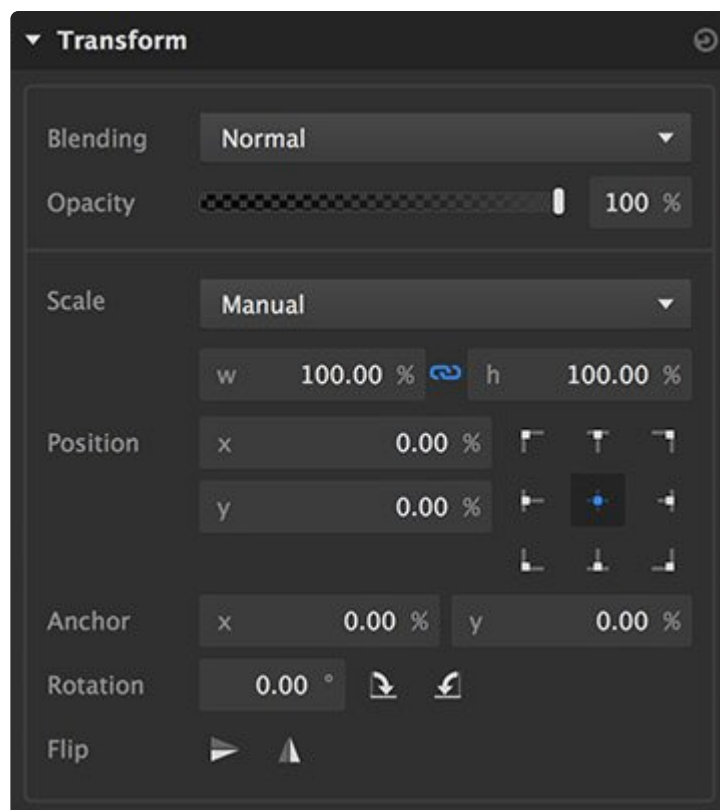 Transform
Blending Normal
Opacity 100 %
Scale Manual
w 100.00 % h 100.00 %
Position x 0.00 %
y 0.00 %
Anchor x 0.00 % y 0.00 %
Rotation 0.00 °
Flip